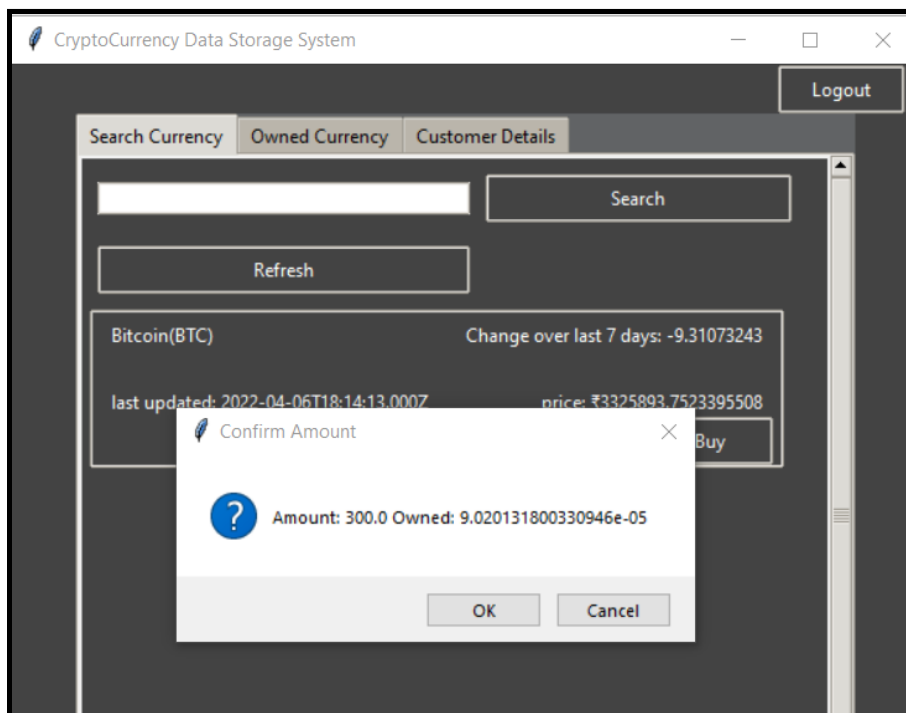 CryptoCurrency Data Storage System
Logout
Search Currency Owned Currency Customer Details
Search
Refresh
Bitcoin(BTC) Change over last 7 days: -9.31073243
last updated: 2022-04-06T18:14:13.000Z price: ₹3325893.7523395508
Buy
Confirm Amount
Amount: 300.0 Owned: 9.020131800330946e-05
OK Cancel